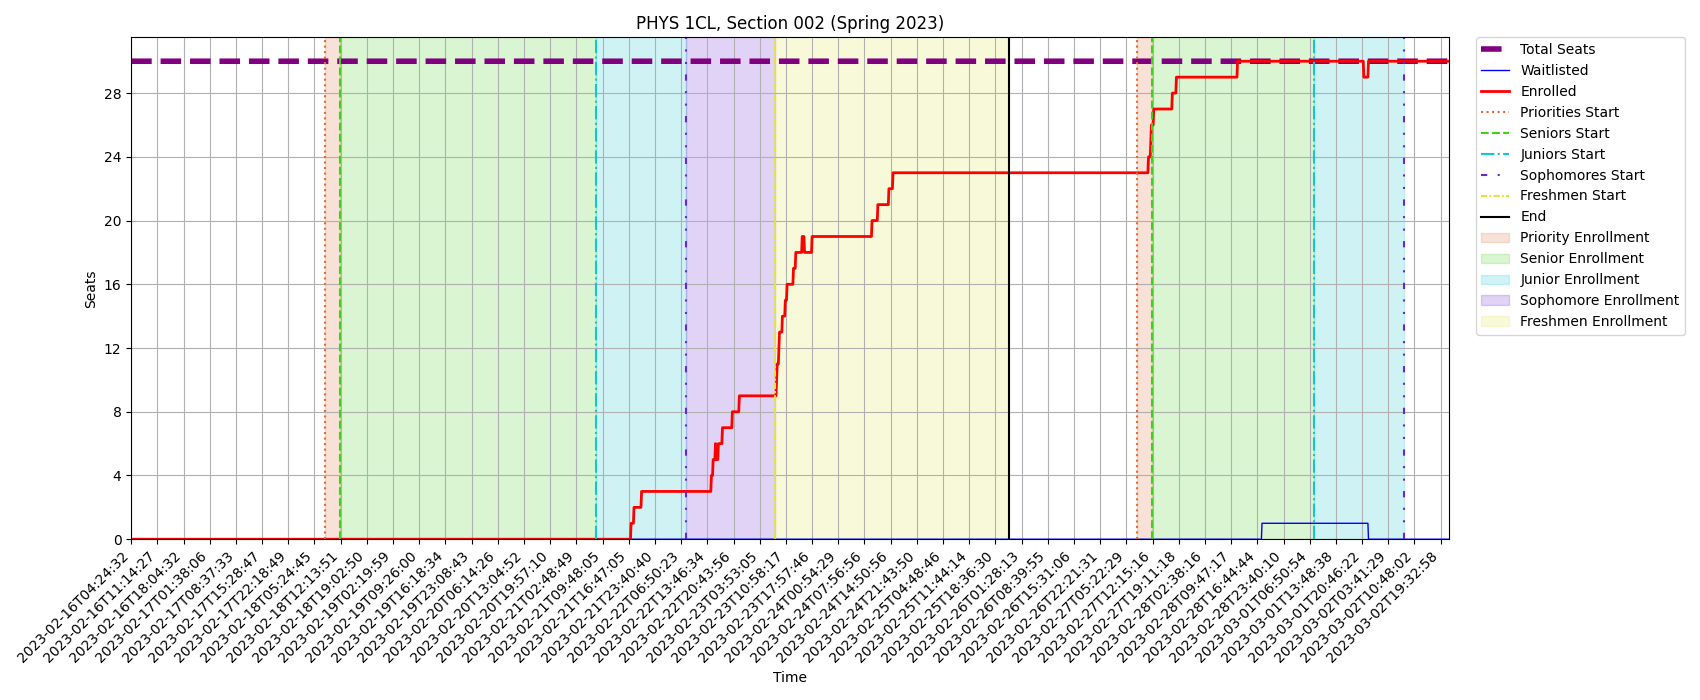 PHYS 1CL, Section 002 (Spring 2023)
Total Seats
Waitlisted
Enrolled
Priorities Start
Seniors Start
Juniors Start
Sophomores Start
Freshmen Start
End
Priority Enrollment
Senior Enrollment
Junior Enrollment
Sophomore Enrollment
Freshmen Enrollment
Seats
28
24
20
16
12
8
4
0
2023-02-16T04:24:32
2023-02-16T11:14:27
2023-02-16T18:04:32
2023-02-17T01:38:06
2023-02-17T08:37:33
2023-02-17T15:28:47
2023-02-17T22:18:49
2023-02-18T05:24:45
2023-02-18T12:13:51
2023-02-18T19:02:50
2023-02-19T02:19:59
2023-02-19T09:26:00
2023-02-19T16:18:34
2023-02-19T23:08:43
2023-02-20T06:14:26
2023-02-20T13:04:52
2023-02-20T19:57:10
2023-02-21T02:48:49
2023-02-21T09:48:05
2023-02-21T16:47:05
2023-02-21T23:40:40
2023-02-22T06:50:23
2023-02-22T13:46:34
2023-02-22T20:43:56
2023-02-23T03:53:05
2023-02-23T10:58:17
2023-02-23T17:57:46
2023-02-24T00:54:29
2023-02-24T07:56:56
2023-02-24T14:50:56
2023-02-24T21:43:50
2023-02-25T04:48:46
2023-02-25T11:44:14
2023-02-25T18:36:30
2023-02-26T01:28:13
2023-02-26T08:39:55
2023-02-26T15:31:06
2023-02-26T22:21:31
2023-02-27T05:22:29
2023-02-27T12:15:16
2023-02-27T19:11:18
2023-02-28T02:38:16
2023-02-28T09:47:17
2023-02-28T16:44:44
2023-02-28T23:40:10
2023-03-01T06:50:54
2023-03-01T13:48:38
2023-03-01T20:46:22
2023-03-02T03:41:29
2023-03-02T10:48:02
2023-03-02T19:32:58
Time